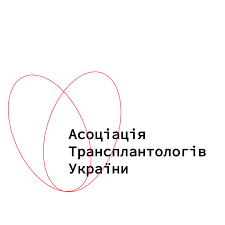 Асоціація
Трансплантологів
України